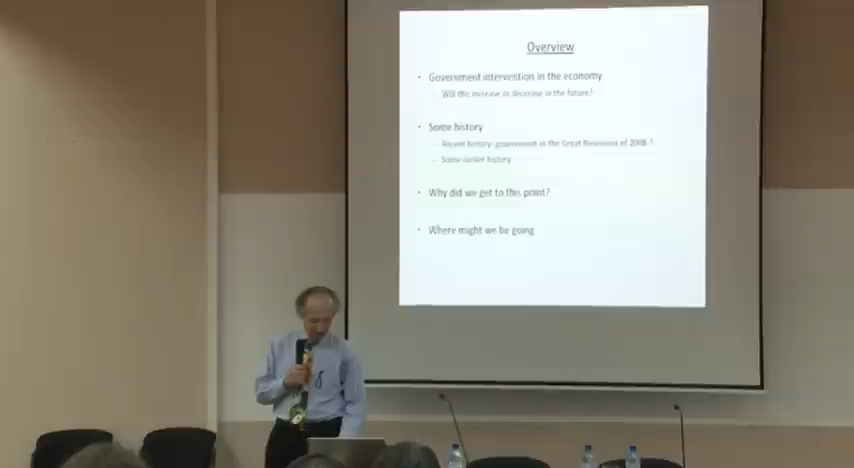 Overview
• Government intervention in the economy
– Will this increase or decrease in the future?
• Some history
– Recent history: government in the Great Recession of 2008-?
– Some earlier history
• Why did we get to this point?
• Where might we be going